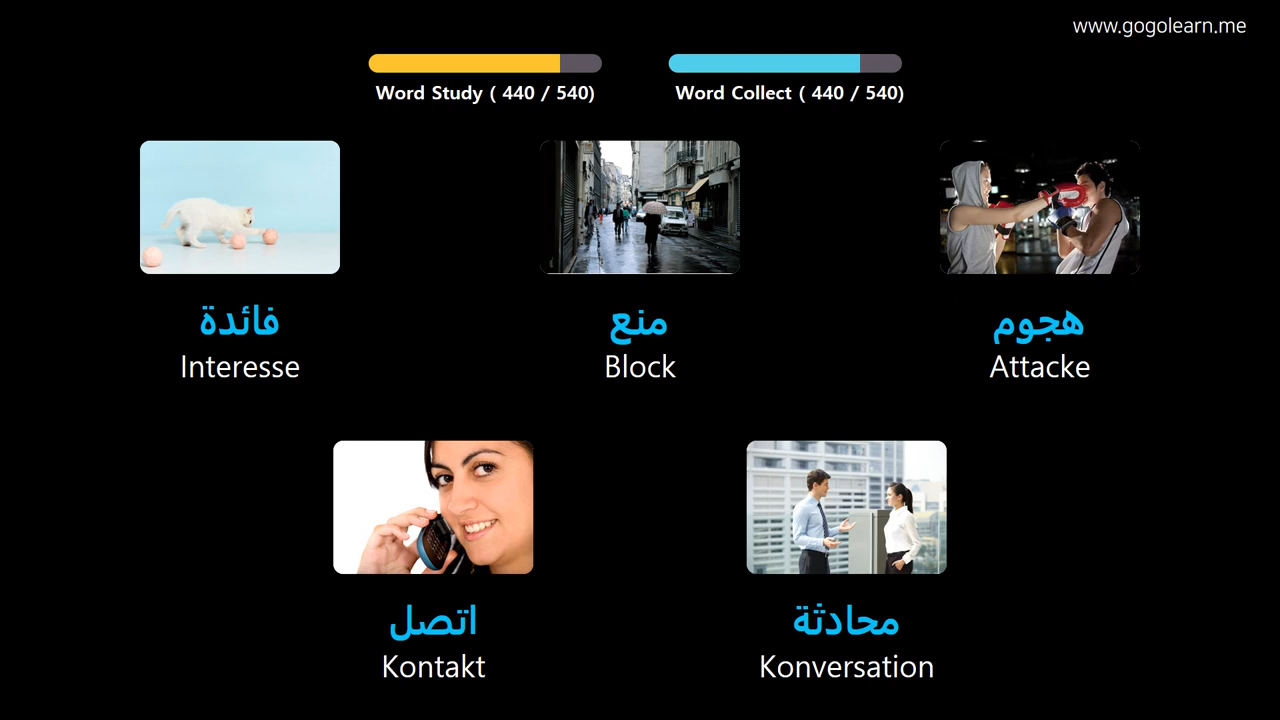 www.gogolearn.me
Word Study ( 440 / 540)
Word Collect ( 440 / 540)
فائدة
Interesse
منع
Block
هجوم
Attacke
اتصل
Kontakt
محادثة
Konversation